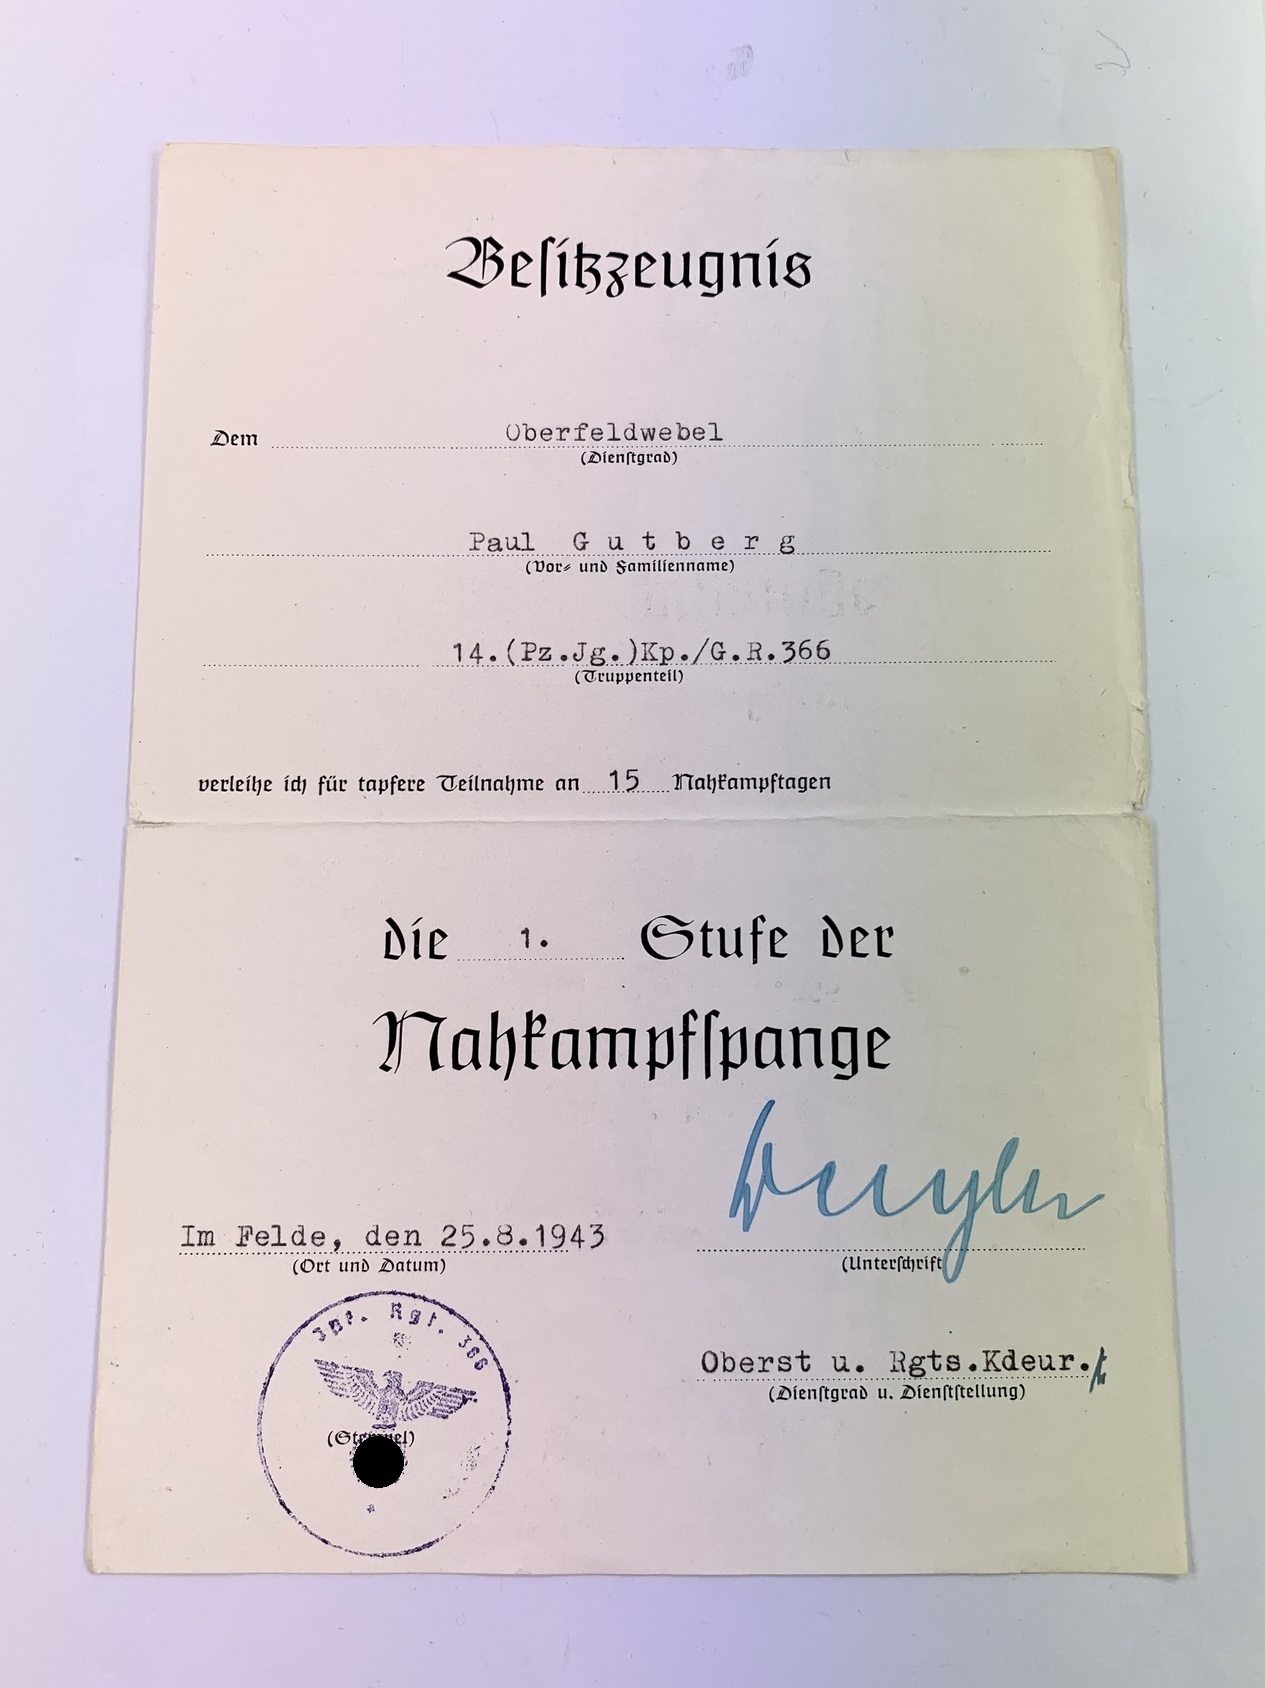 Besitzzeugnis
Dem Oberfeldwebel
(Dienstgrad)
Paul G u t b e r g
(Vor- und Familienname)
14.(Pz.Jg.)Kp./G.R.366
(Truppenteil)
verleihe ich für tapfere Teilnahme an 15 Nahkampftagen
die 1. Stufe der
Nahkampfspange
Im Felde, den 25.8.1943
(Ort und Datum)
(Unterschrift)
Oberst u. Rgts.Kdeur.
(Dienstgrad u. Dienststellung)
Inf. Rgt. 366
(Stempel)